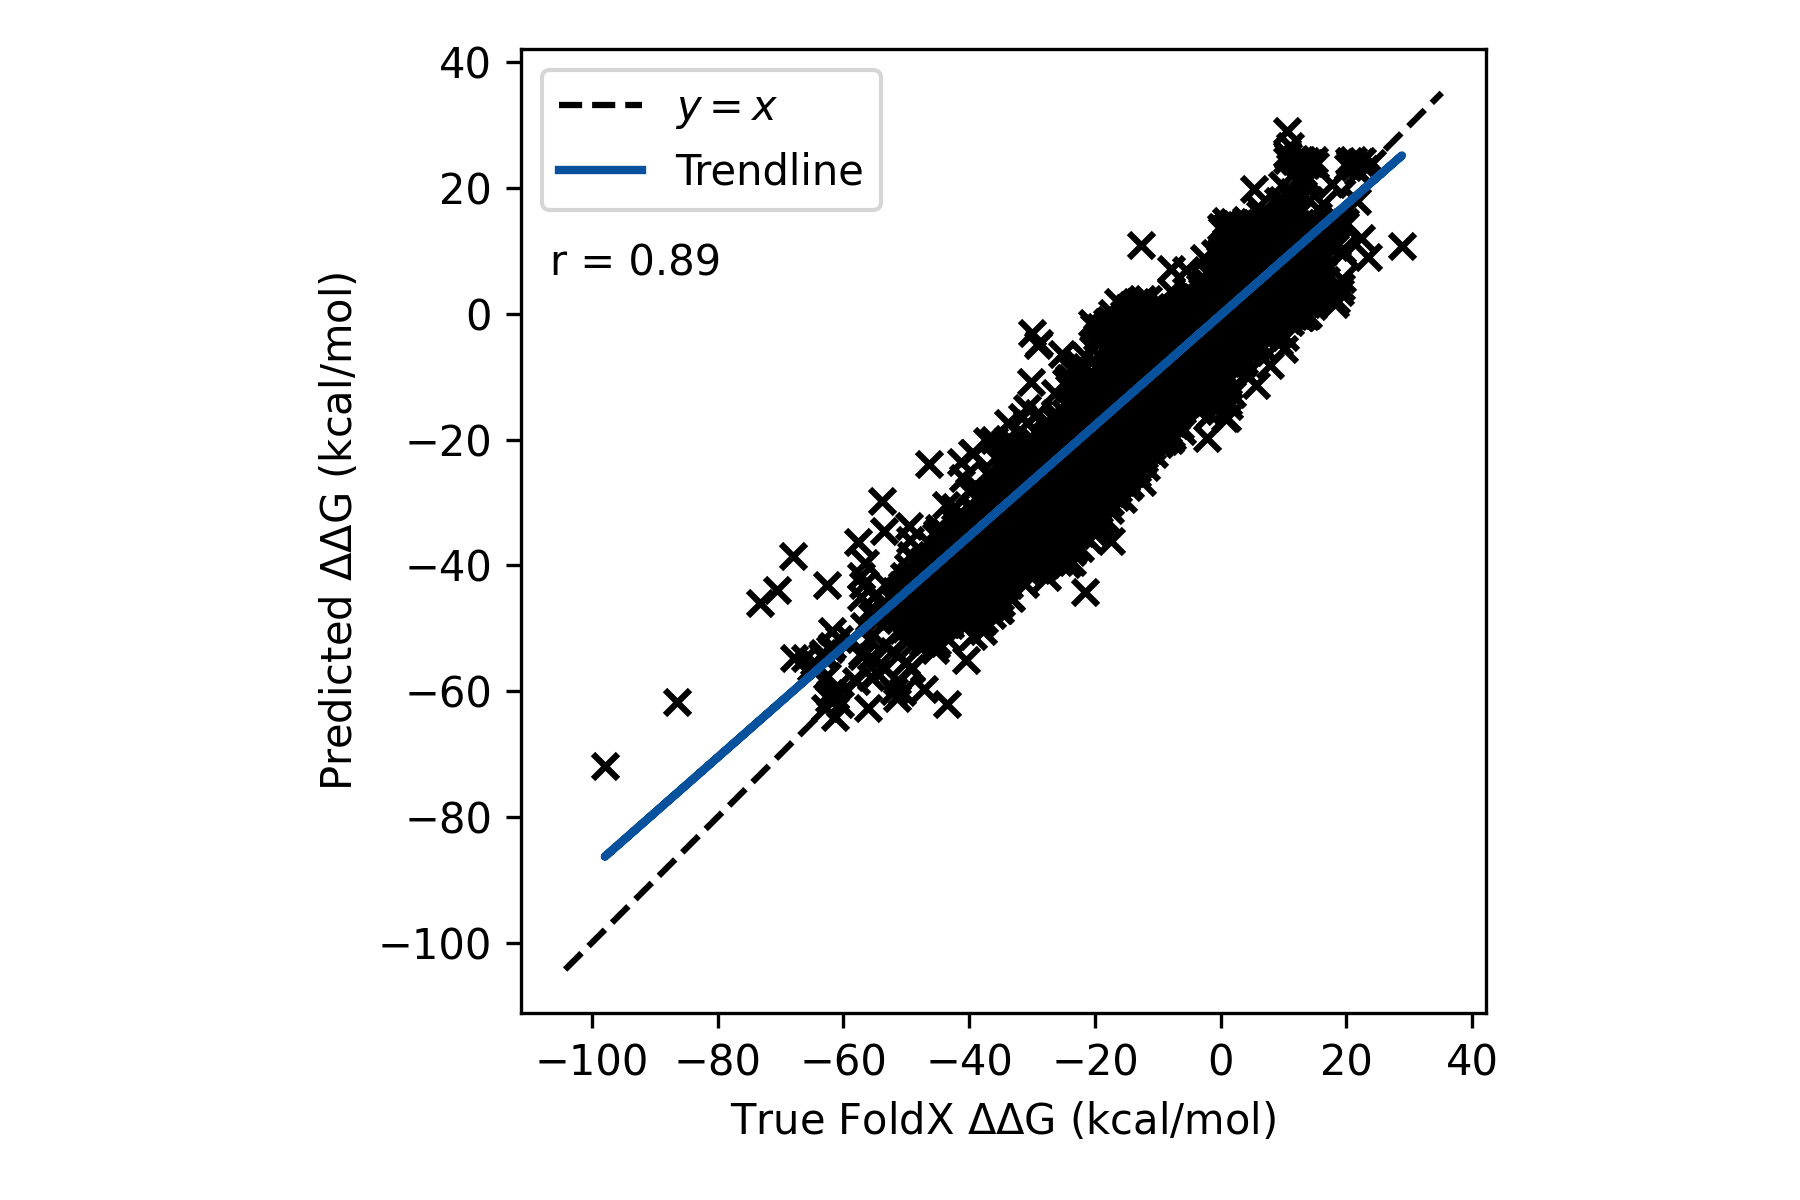 40
20
0
−20
−40
−60
−80
−100
Predicted ΔΔG (kcal/mol)
y = x
Trendline
r = 0.89
−100 −80 −60 −40 −20 0 20 40
True FoldX ΔΔG (kcal/mol)